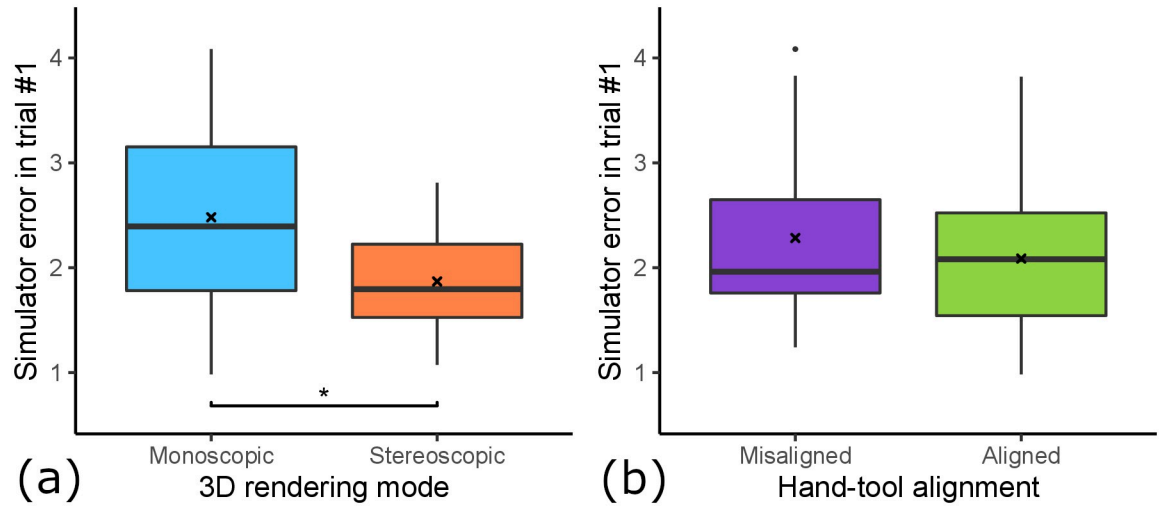 Simulator error in trial #1
4
3
2
1
*
Monoscopic Stereoscopic
(a) 3D rendering mode
Simulator error in trial #1
4
3
2
1
Misaligned Aligned
(b) Hand-tool alignment